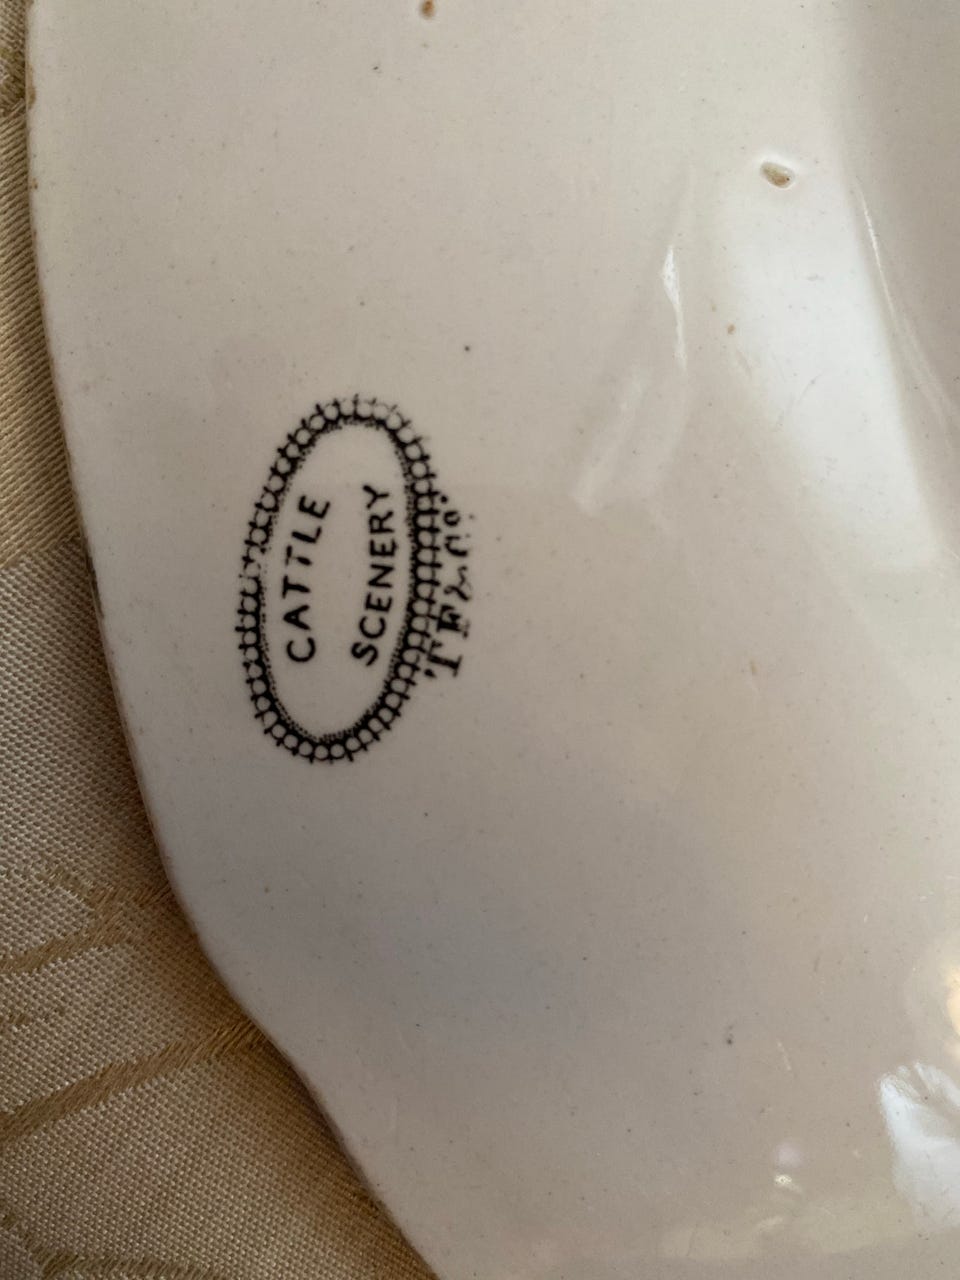 CATTLE
SCENERY
T F & Co.